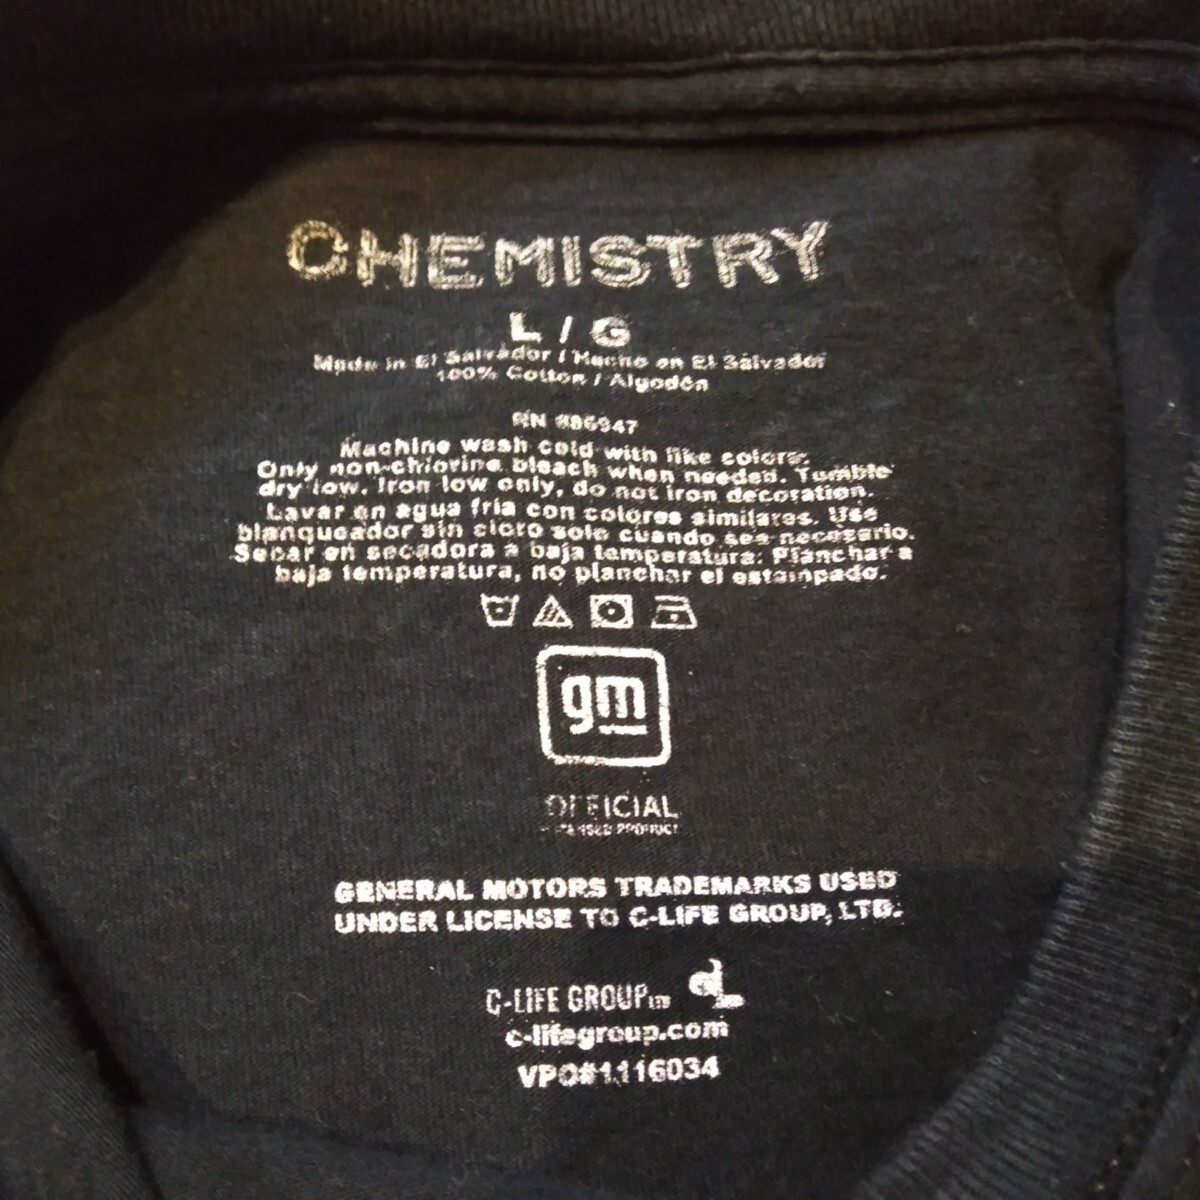 CHEMISTRY
L / G
Made in El Salvador / Hecho en El Salvador
100% Cotton / Algodón
RN #86947
Machine wash cold with like colors.
Only non-chlorine bleach when needed. Tumble
dry low. Iron low only, do not iron decoration.
Lavar en agua fria con colores similares. Use
blanqueador sin cloro solo cuando sea necesario.
Secar en secadora a baja temperatura. Planchar a
baja temperatura, no planchar el estampado.
gm
OFFICIAL
LICENSED PRODUCT
GENERAL MOTORS TRADEMARKS USED
UNDER LICENSE TO C-LIFE GROUP, LTD.
C-LIFE GROUP LTD
c-lifegroup.com
VPO#1116034